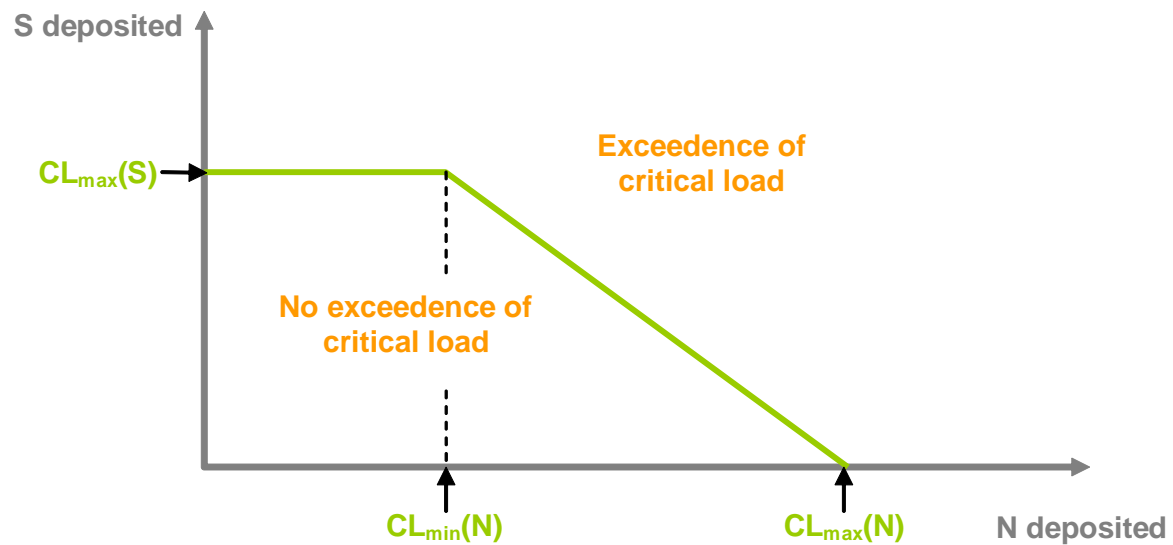 S deposited
Exceedence of
critical load
CLmax(S)
No exceedence of
critical load
CLmin(N)
CLmax(N)
N deposited